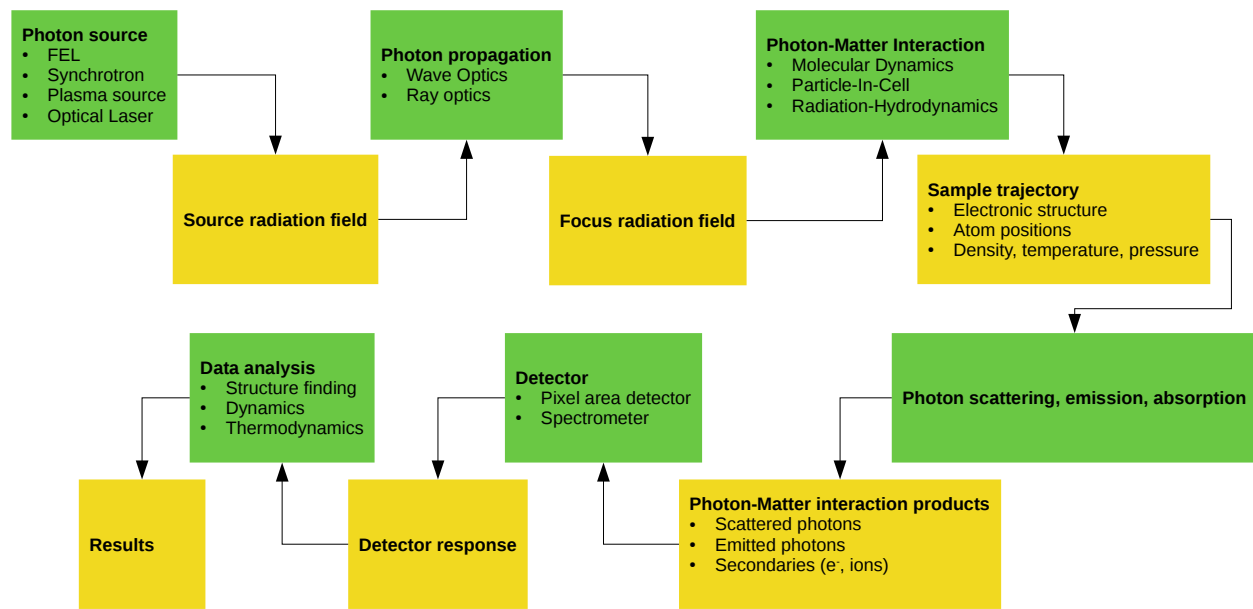 Photon source
• FEL
• Synchrotron
• Plasma source
• Optical Laser
Source radiation field
Photon propagation
• Wave Optics
• Ray optics
Focus radiation field
Photon-Matter Interaction
• Molecular Dynamics
• Particle-In-Cell
• Radiation-Hydrodynamics
Sample trajectory
• Electronic structure
• Atom positions
• Density, temperature, pressure
Photon scattering, emission, absorption
Photon-Matter interaction products
• Scattered photons
• Emitted photons
• Secondaries (e⁻, ions)
Detector
• Pixel area detector
• Spectrometer
Detector response
Data analysis
• Structure finding
• Dynamics
• Thermodynamics
Results